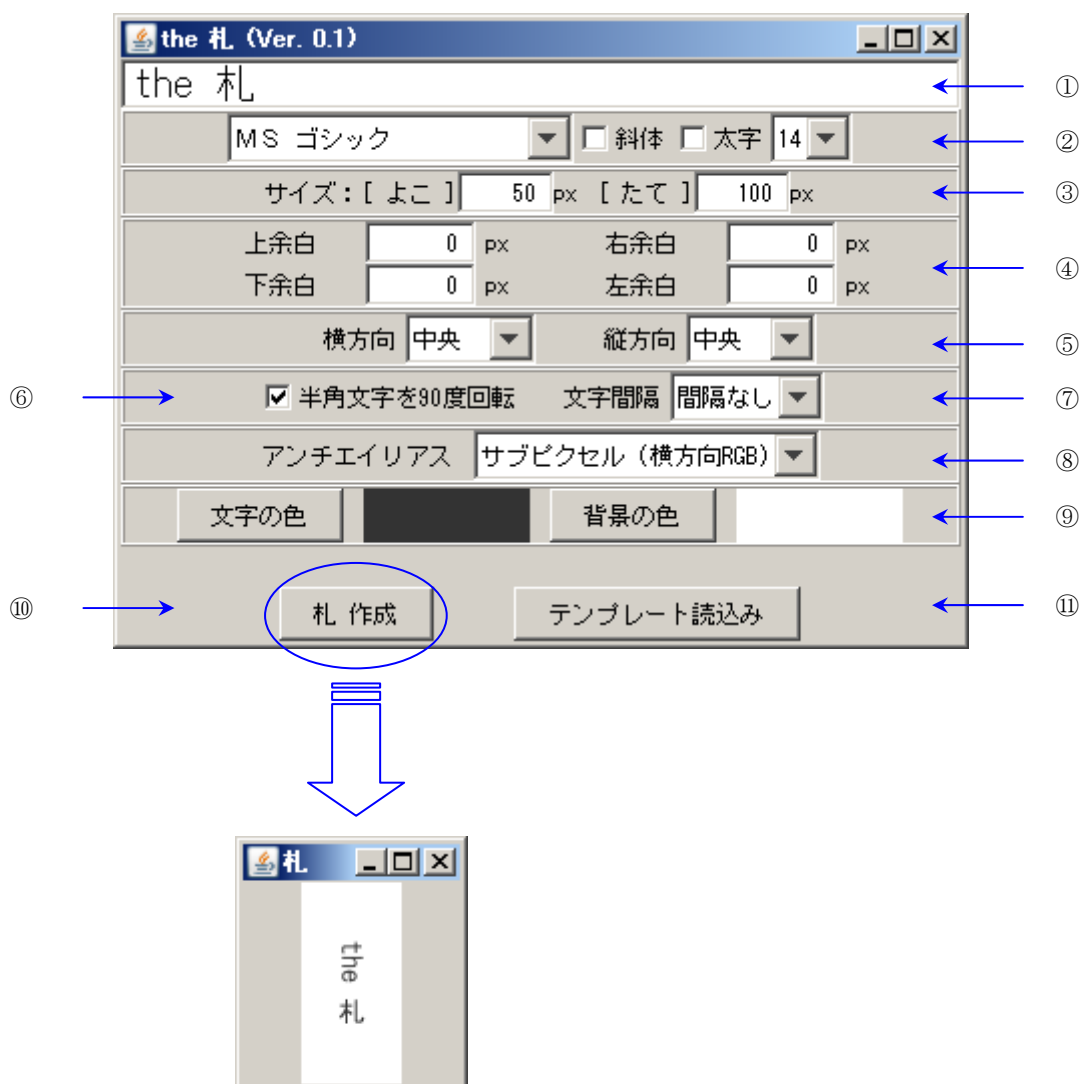 the 札 (Ver. 0.1)
the 札 ①
MS ゴシック 斜体 太字 14 ②
サイズ:[ よこ ] 50 px [ たて ] 100 px ③
上余白 0 px 右余白 0 px
下余白 0 px 左余白 0 px ④
横方向 中央 縦方向 中央 ⑤
⑥ 半角文字を90度回転 文字間隔 間隔なし ⑦
アンチエイリアス サブピクセル (横方向RGB) ⑧
文字の色 背景の色 ⑨
⑩ 札 作成 テンプレート読込み ⑪
札
the 札